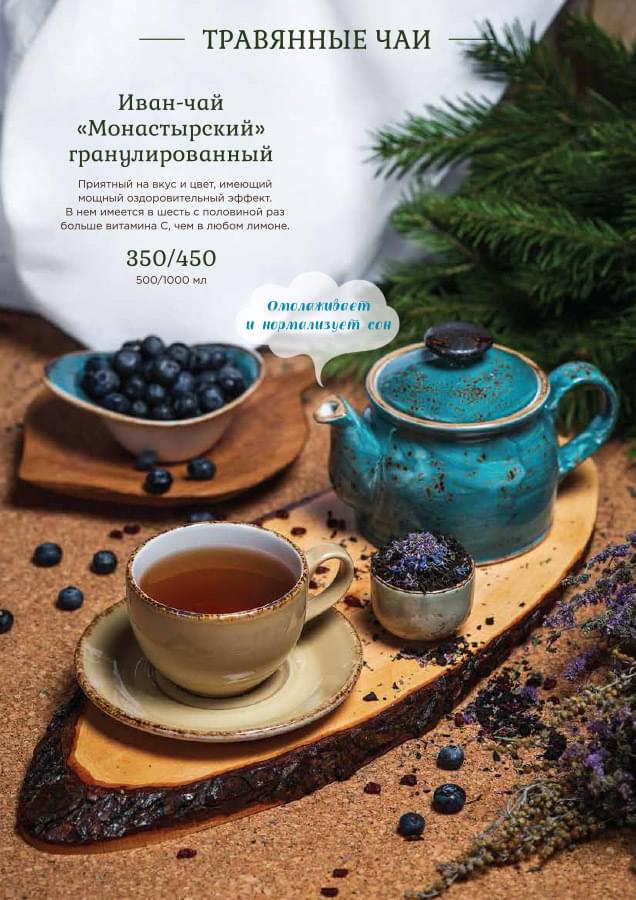 ТРАВЯННЫЕ ЧАИ
Иван-чай
«Монастырский»
гранулированный
Приятный на вкус и цвет, имеющий
мощный оздоровительный эффект.
В нем имеется в шесть с половиной раз
больше витамина С, чем в любом лимоне.
350/450
500/1000 мл
Омолаживает
и нормализует сон